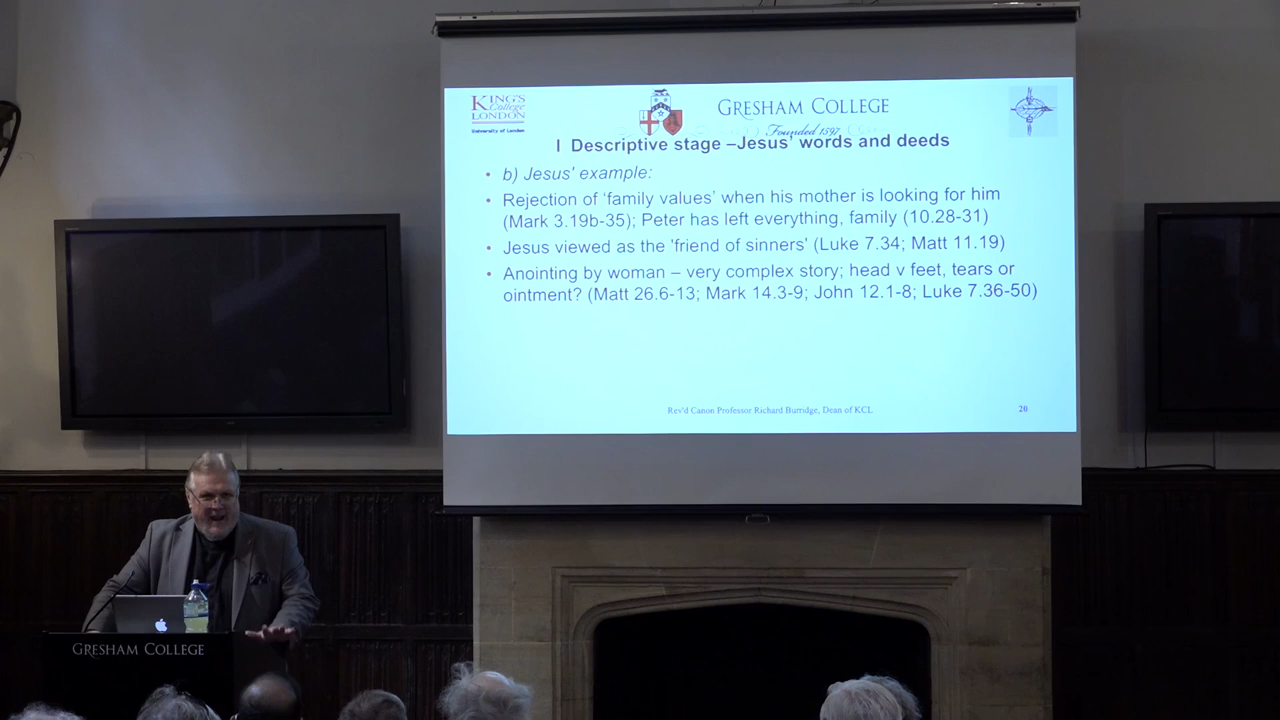 KING'S
College
LONDON
University of London
GRESHAM COLLEGE
Founded 1597
I Descriptive stage –Jesus' words and deeds
• b) Jesus' example:
• Rejection of 'family values' when his mother is looking for him
(Mark 3.19b-35); Peter has left everything, family (10.28-31)
• Jesus viewed as the 'friend of sinners' (Luke 7.34; Matt 11.19)
• Anointing by woman – very complex story; head v feet, tears or
ointment? (Matt 26.6-13; Mark 14.3-9; John 12.1-8; Luke 7.36-50)
Rev'd Canon Professor Richard Burridge, Dean of KCL
20
GRESHAM COLLEGE